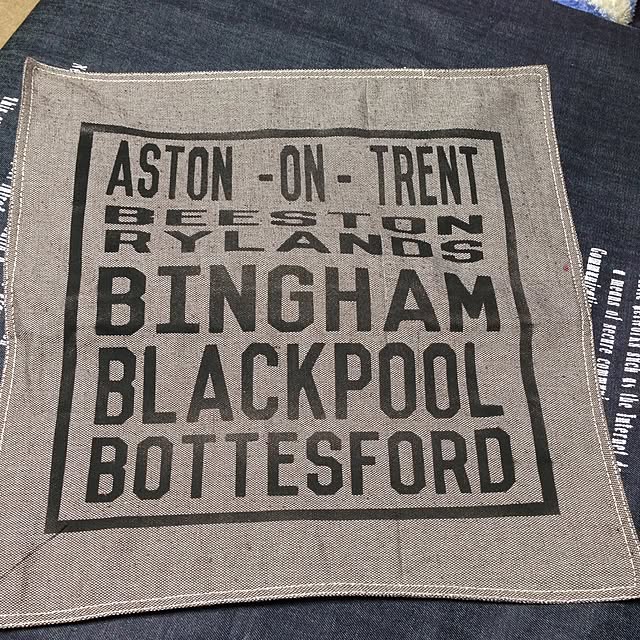 ASTON -ON- TRENT
BEESTON
RYLANDS
BINGHAM
BLACKPOOL
BOTTESFORD